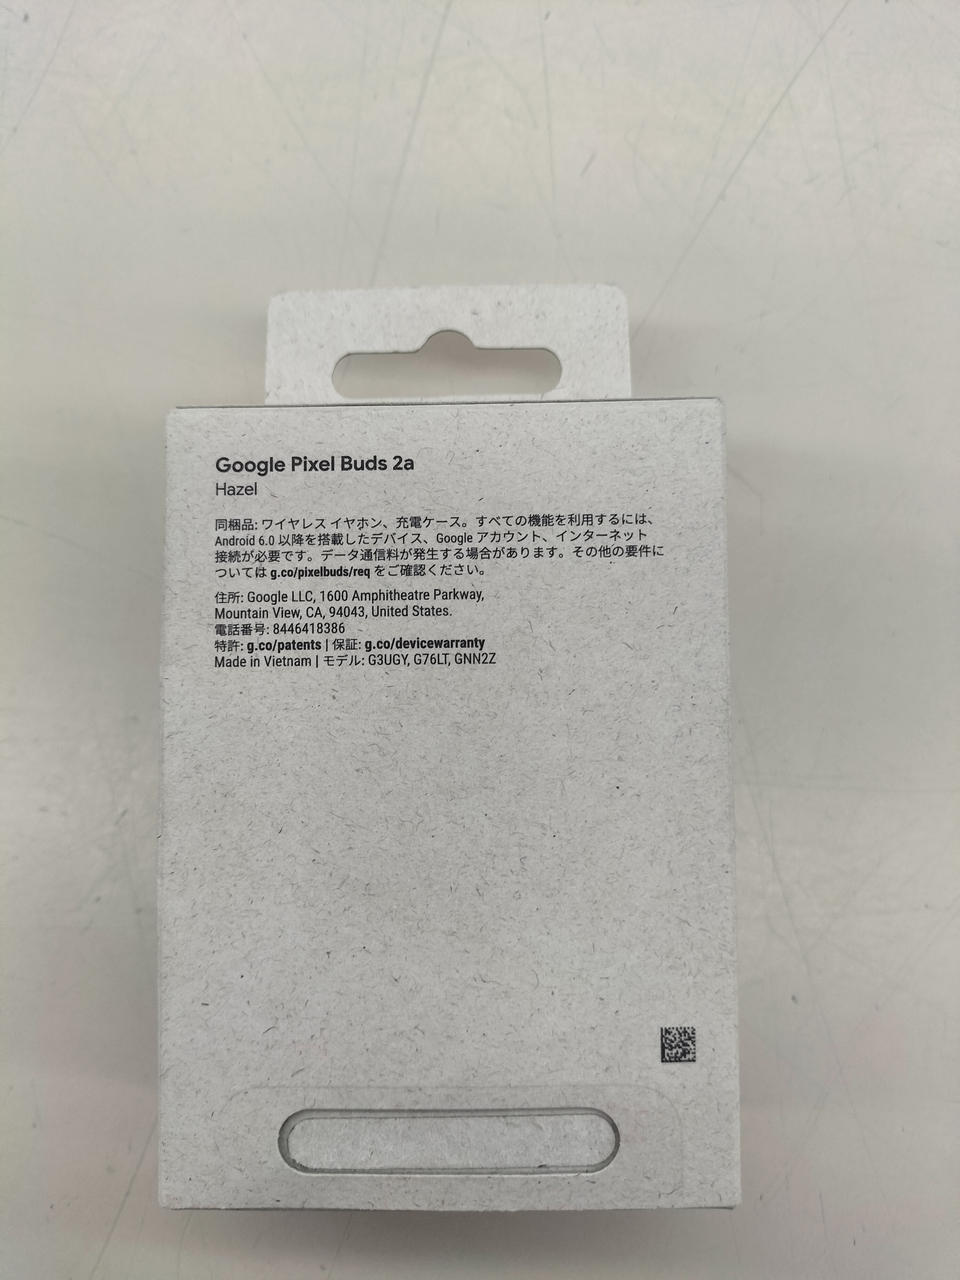 Google Pixel Buds 2a
Hazel
同梱品: ワイヤレス イヤホン、充電ケース。すべての機能を利用するには、
Android 6.0 以降を搭載したデバイス、Google アカウント、インターネット
接続が必要です。データ通信料が発生する場合があります。その他の要件に
ついては g.co/pixelbuds/req をご確認ください。
住所: Google LLC, 1600 Amphitheatre Parkway,
Mountain View, CA, 94043, United States.
電話番号: 8446418386
特許: g.co/patents | 保証: g.co/devicewarranty
Made in Vietnam | モデル: G3UGY, G76LT, GNN2Z